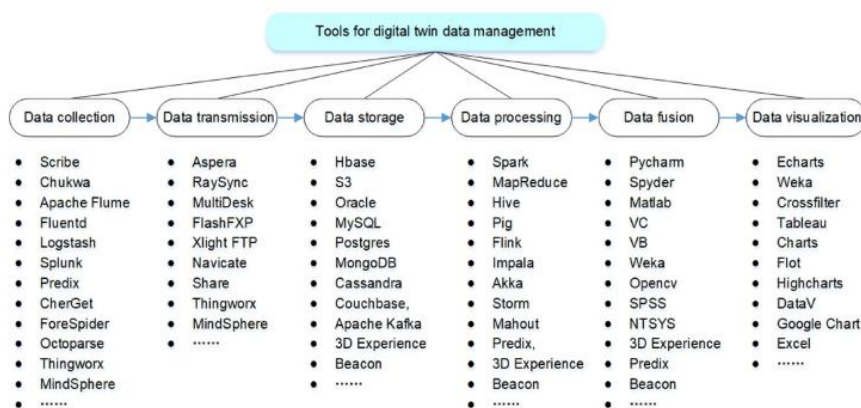 Tools for digital twin data management
Data collection
Data transmission
Data storage
Data processing
Data fusion
Data visualization
• Scribe
• Chukwa
• Apache Flume
• Fluentd
• Logstash
• Splunk
• Predix
• CherGet
• ForeSpider
• Octoparse
• Thingworx
• MindSphere
• ······
• Aspera
• RaySync
• MultiDesk
• FlashFXP
• Xlight FTP
• Navicate
• Share
• Thingworx
• MindSphere
• ······
• Hbase
• S3
• Oracle
• MySQL
• Postgres
• MongoDB
• Cassandra
• Couchbase,
• Apache Kafka
• 3D Experience
• Beacon
• ······
• Spark
• MapReduce
• Hive
• Pig
• Flink
• Impala
• Akka
• Storm
• Mahout
• Predix,
• 3D Experience
• Beacon
• ······
• Pycharm
• Spyder
• Matlab
• VC
• VB
• Weka
• Opencv
• SPSS
• NTSYS
• 3D Experience
• Predix
• Beacon
• ······
• Echarts
• Weka
• Crossfilter
• Tableau
• Charts
• Flot
• Highcharts
• DataV
• Google Chart
• Excel
• ······